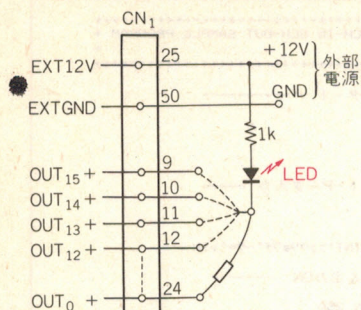 CN1
EXT12V 25 +12V
外部
電源
EXTGND 50 GND
1k
LED
OUT15 + 9
OUT14 + 10
OUT13 + 11
OUT12 + 12
OUT0 + 24